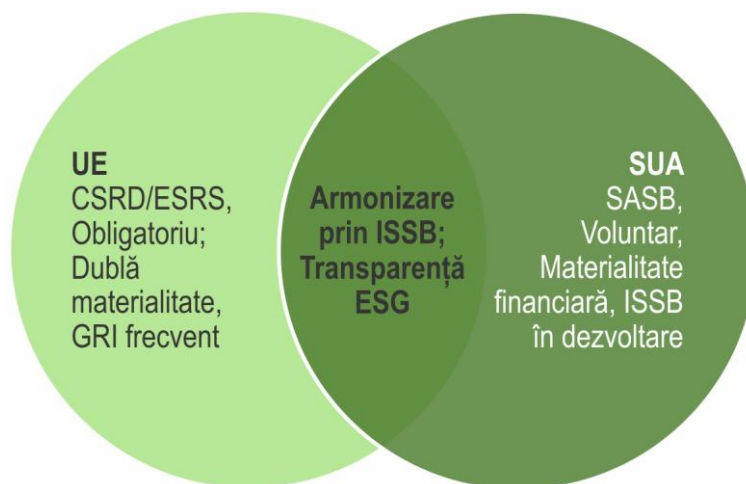 UE
CSRD/ESRS,
Obligatoriu;
Dublă
materialitate,
GRI frecvent
Armonizare
prin ISSB;
Transparență
ESG
SUA
SASB,
Voluntar,
Materialitate
financiară, ISSB
în dezvoltare